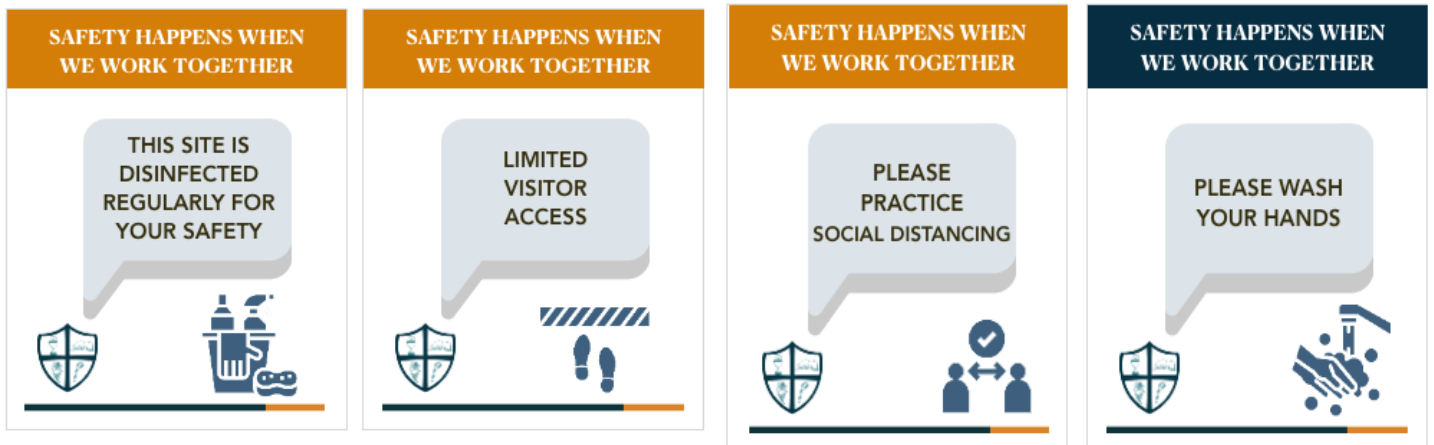 SAFETY HAPPENS WHEN
WE WORK TOGETHER
THIS SITE IS
DISINFECTED
REGULARLY FOR
YOUR SAFETY
SAFETY HAPPENS WHEN
WE WORK TOGETHER
LIMITED
VISITOR
ACCESS
SAFETY HAPPENS WHEN
WE WORK TOGETHER
PLEASE
PRACTICE
SOCIAL DISTANCING
SAFETY HAPPENS WHEN
WE WORK TOGETHER
PLEASE WASH
YOUR HANDS